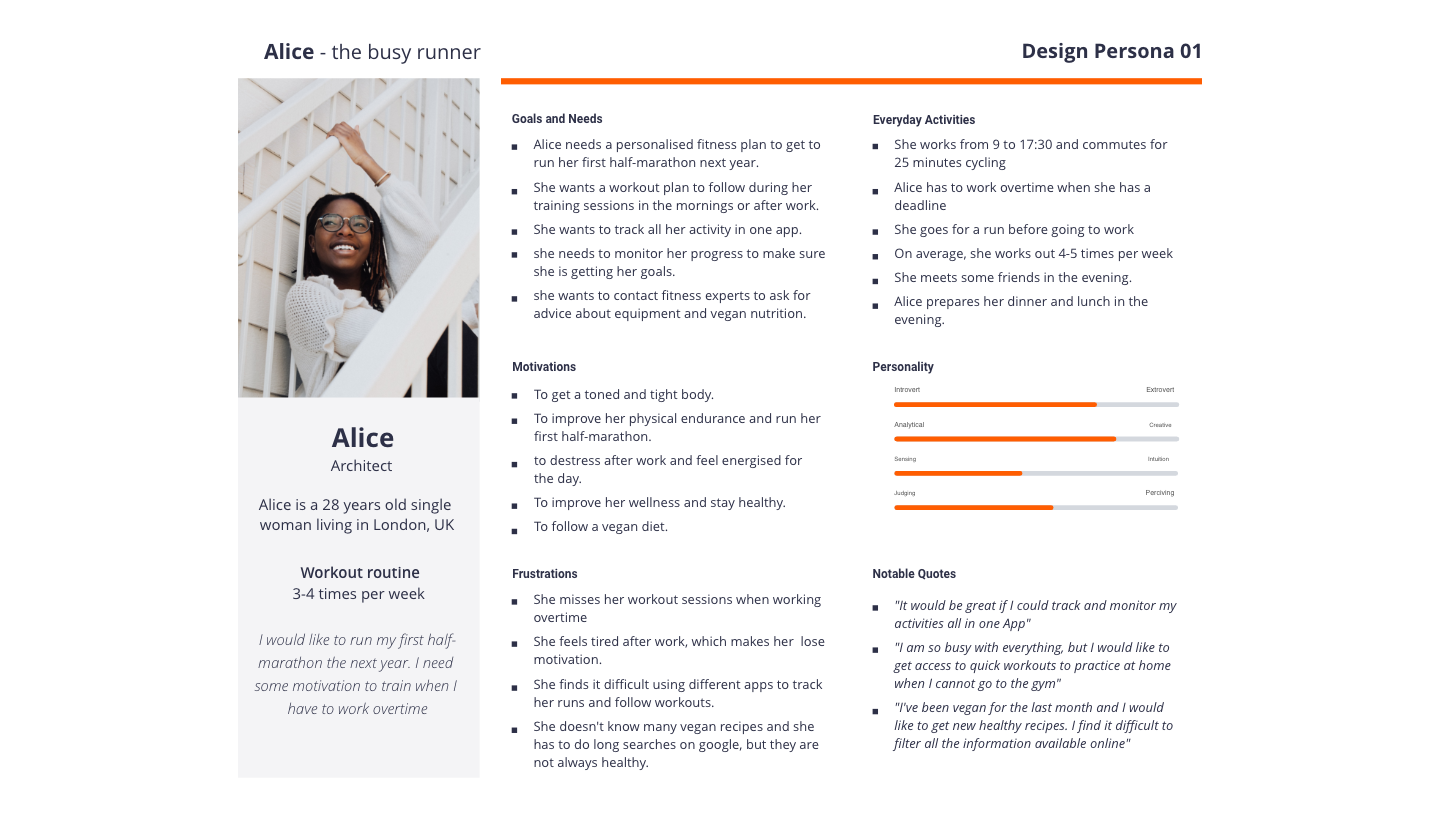 Alice - the busy runner
Design Persona 01
Alice
Architect
Alice is a 28 years old single
woman living in London, UK
Workout routine
3-4 times per week
I would like to run my first half-
marathon the next year. I need
some motivation to train when I
have to work overtime
Goals and Needs
Alice needs a personalised fitness plan to get to
run her first half-marathon next year.
She wants a workout plan to follow during her
training sessions in the mornings or after work.
She wants to track all her activity in one app.
she needs to monitor her progress to make sure
she is getting her goals.
she wants to contact fitness experts to ask for
advice about equipment and vegan nutrition.
Motivations
To get a toned and tight body.
To improve her physical endurance and run her
first half-marathon.
to destress after work and feel energised for
the day.
To improve her wellness and stay healthy.
To follow a vegan diet.
Frustrations
She misses her workout sessions when working
overtime
She feels tired after work, which makes her  lose
motivation.
She finds it difficult using different apps to track
her runs and follow workouts.
She doesn't know many vegan recipes and she
has to do long searches on google, but they are
not always healthy.
Everyday Activities
She works from 9 to 17:30 and commutes for
25 minutes cycling
Alice has to work overtime when she has a
deadline
She goes for a run before going to work
On average, she works out 4-5 times per week
She meets some friends in the evening.
Alice prepares her dinner and lunch in the
evening.
Personality
Introvert Extrovert
Analytical Creative
Sensing Intuition
Judging Perciving
Notable Quotes
"It would be great if I could track and monitor my
activities all in one App"
"I am so busy with everything, but I would like to
get access to quick workouts to practice at home
when I cannot go to the gym"
"I've been vegan for the last month and I would
like to get new healthy recipes. I find it difficult to
filter all the information available online"